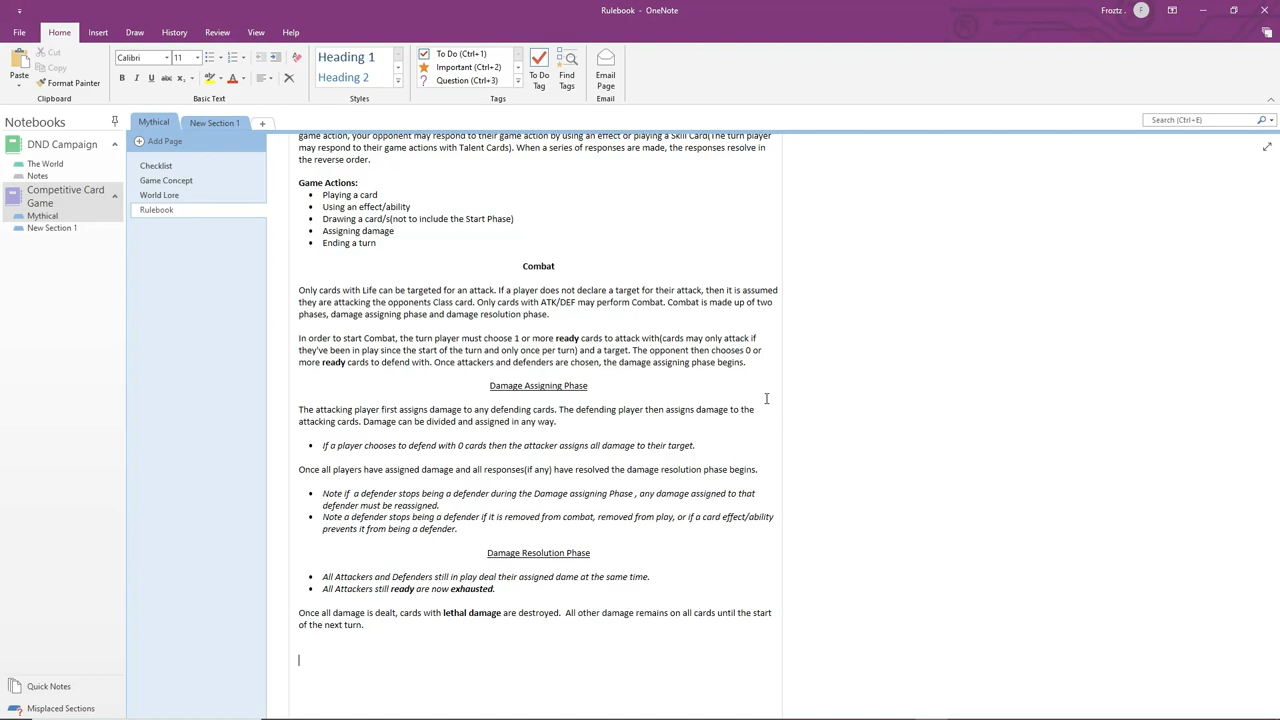 Rulebook - OneNote
Froztz F
File Home Insert Draw History Review View Help
Paste
Cut
Copy
Format Painter
Clipboard
Calibri 11
B I U abc x₂ A
Basic Text
Heading 1
Heading 2
Styles
To Do (Ctrl+1)
Important (Ctrl+2)
? Question (Ctrl+3)
To Do Tag
Find Tags
Tags
Email Page
Email
Notebooks
DND Campaign
The World
Notes
Competitive Card
Game
Mythical
New Section 1
Quick Notes
Misplaced Sections
Mythical New Section 1 +
Search (Ctrl+E)
Add Page
Checklist
Game Concept
World Lore
Rulebook
game action, your opponent may respond to their game action by using an effect or playing a Skill Card(The turn player
may respond to their game actions with Talent Cards). When a series of responses are made, the responses resolve in
the reverse order.
Game Actions:
• Playing a card
• Using an effect/ability
• Drawing a card/s(not to include the Start Phase)
• Assigning damage
• Ending a turn
Combat
Only cards with Life can be targeted for an attack. If a player does not declare a target for their attack, then it is assumed
they are attacking the opponents Class card. Only cards with ATK/DEF may perform Combat. Combat is made up of two
phases, damage assigning phase and damage resolution phase.
In order to start Combat, the turn player must choose 1 or more ready cards to attack with(cards may only attack if
they've been in play since the start of the turn and only once per turn) and a target. The opponent then chooses 0 or
more ready cards to defend with. Once attackers and defenders are chosen, the damage assigning phase begins.
Damage Assigning Phase
The attacking player first assigns damage to any defending cards. The defending player then assigns damage to the
attacking cards. Damage can be divided and assigned in any way.
• If a player chooses to defend with 0 cards then the attacker assigns all damage to their target.
Once all players have assigned damage and all responses(if any) have resolved the damage resolution phase begins.
• Note if a defender stops being a defender during the Damage assigning Phase , any damage assigned to that
defender must be reassigned.
• Note a defender stops being a defender if it is removed from combat, removed from play, or if a card effect/ability
prevents it from being a defender.
Damage Resolution Phase
• All Attackers and Defenders still in play deal their assigned dame at the same time.
• All Attackers still ready are now exhausted.
Once all damage is dealt, cards with lethal damage are destroyed. All other damage remains on all cards until the start
of the next turn.